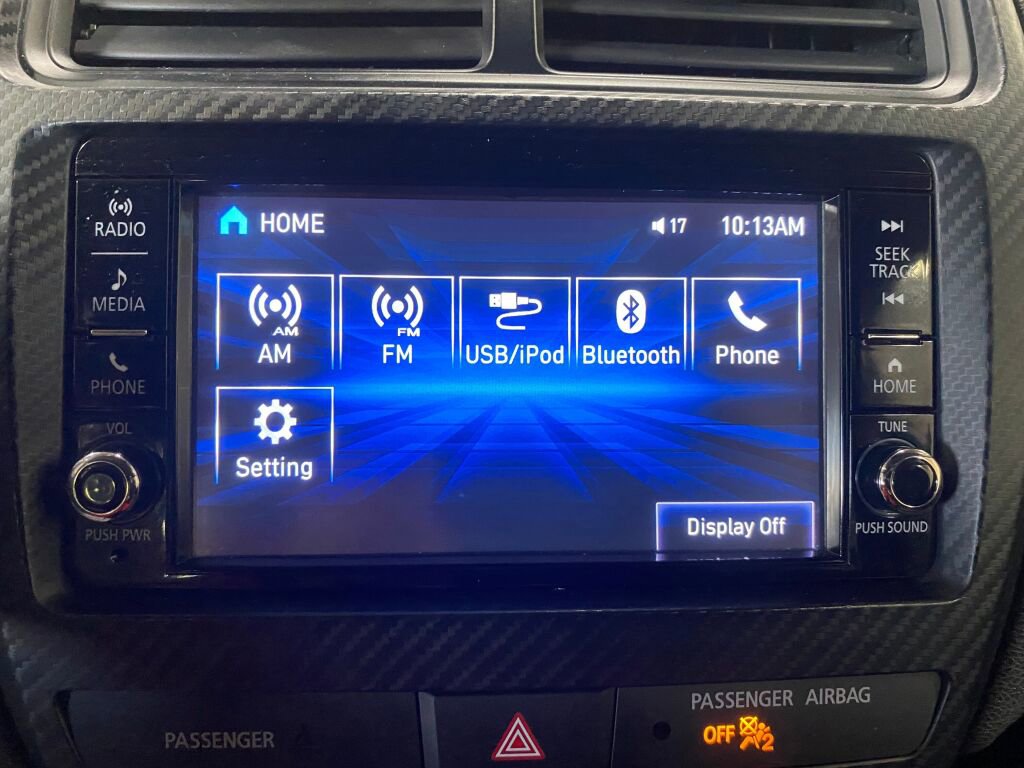 RADIO
MEDIA
PHONE
VOL
PUSH PWR
HOME
17
10:13AM
AM
AM
FM
FM
USB/iPod
Bluetooth
Phone
Setting
Display Off
SEEK
TRACK
HOME
TUNE
PUSH SOUND
PASSENGER
PASSENGER AIRBAG
OFF
2